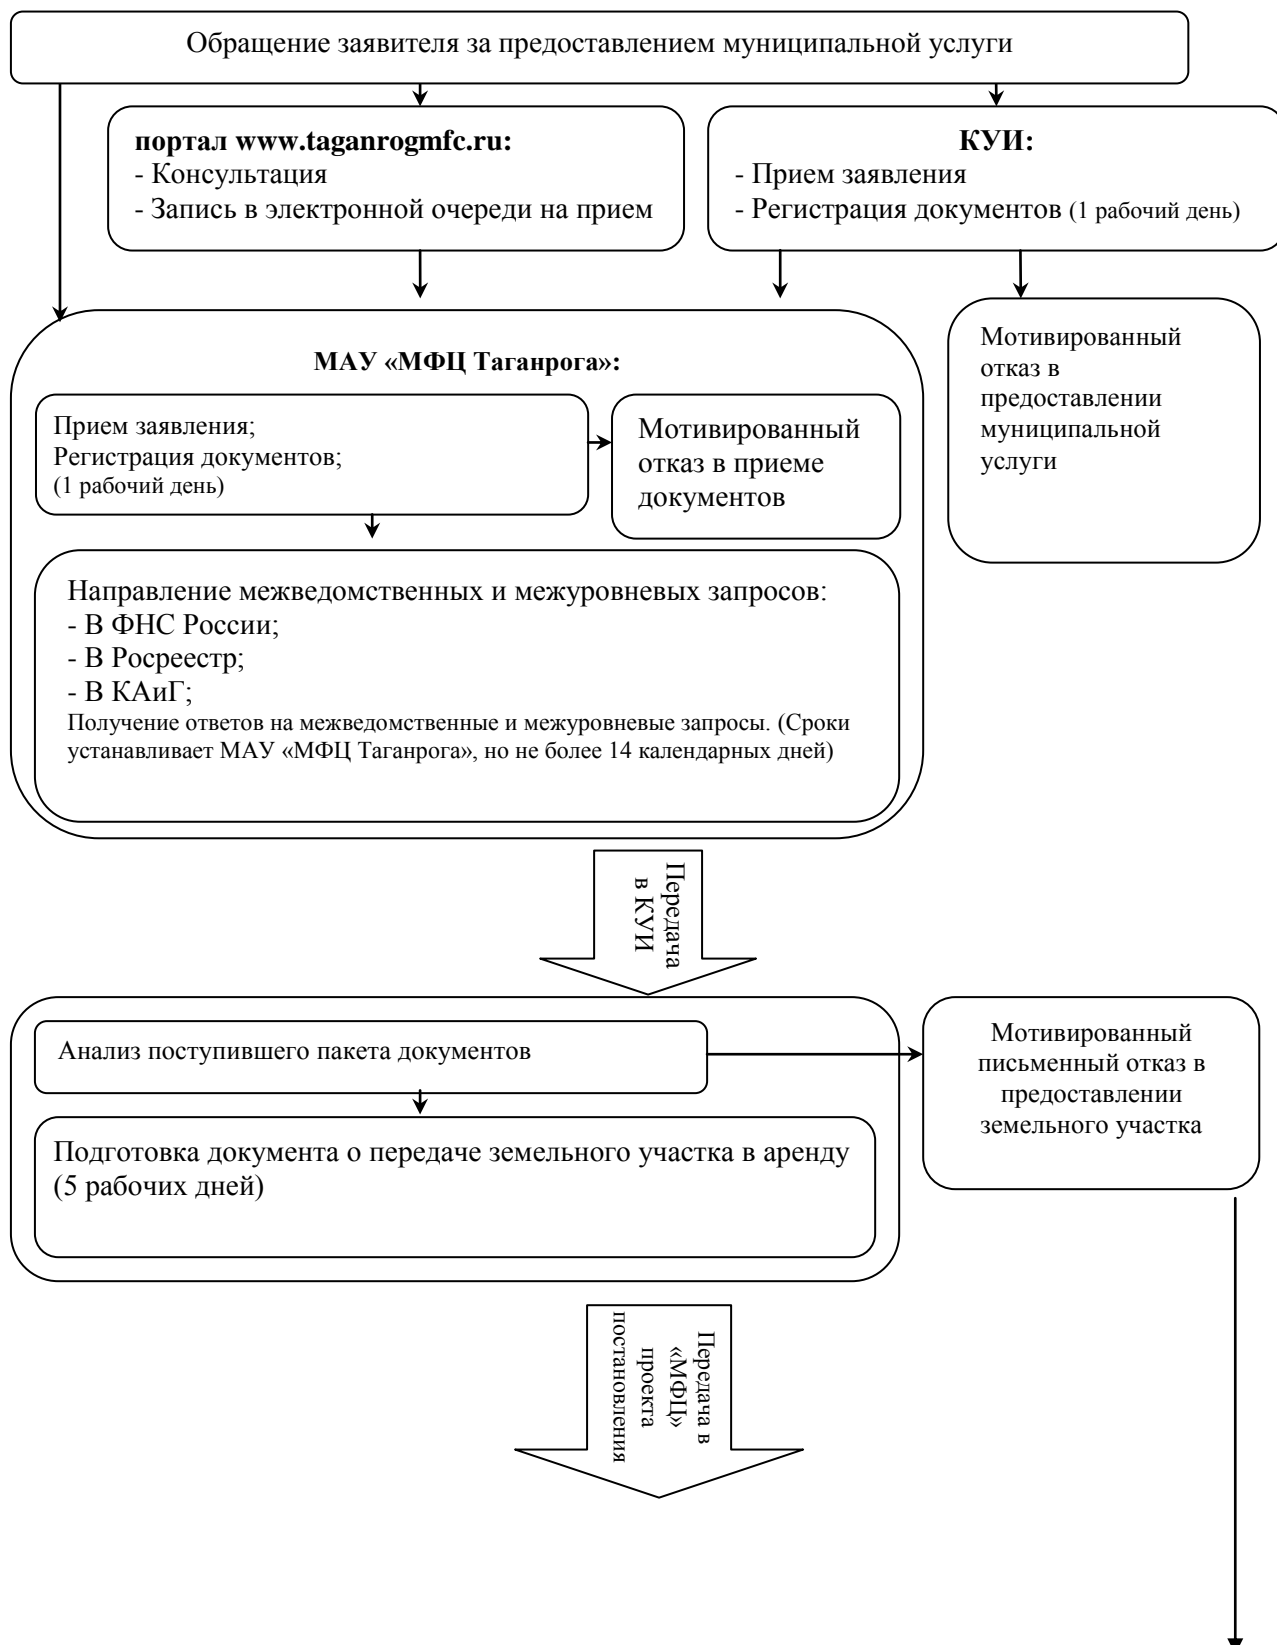 Обращение заявителя за предоставлением муниципальной услуги
портал www.taganrogmfc.ru:
- Консультация
- Запись в электронной очереди на прием
КУИ:
- Прием заявления
- Регистрация документов (1 рабочий день)
Мотивированный
отказ в
предоставлении
муниципальной
услуги
МАУ «МФЦ Таганрога»:
Прием заявления;
Регистрация документов;
(1 рабочий день)
Мотивированный
отказ в приеме
документов
Направление межведомственных и межуровневых запросов:
- В ФНС России;
- В Росреестр;
- В КАиГ;
Получение ответов на межведомственные и межуровневые запросы. (Сроки
устанавливает МАУ «МФЦ Таганрога», но не более 14 календарных дней)
Передача
в КУИ
Анализ поступившего пакета документов
Мотивированный
письменный отказ в
предоставлении
земельного участка
Подготовка документа о передаче земельного участка в аренду
(5 рабочих дней)
Передача в
«МФЦ»
проекта
постановления